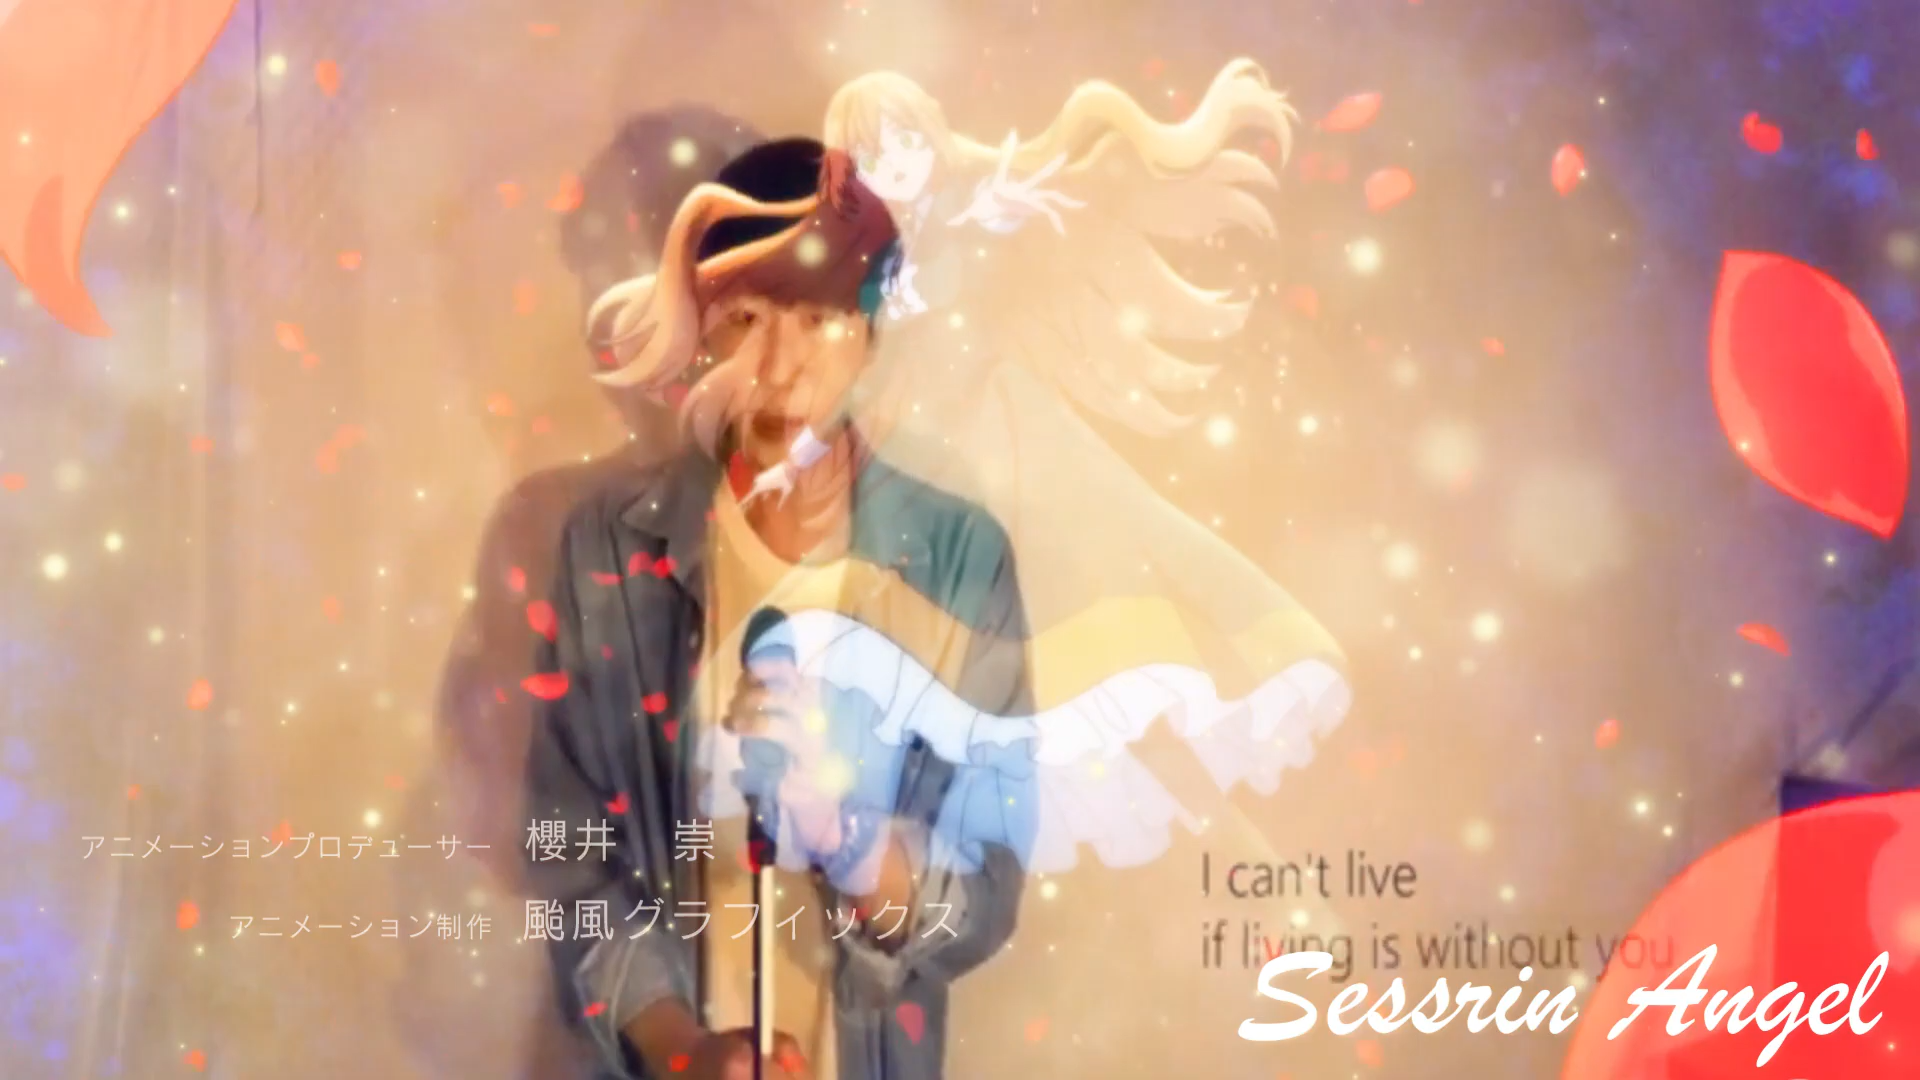 アニメーションプロデューサー 櫻井 崇
アニメーション制作 颱風グラフィックス
I can't live
if living is without you
Sessrin Angel